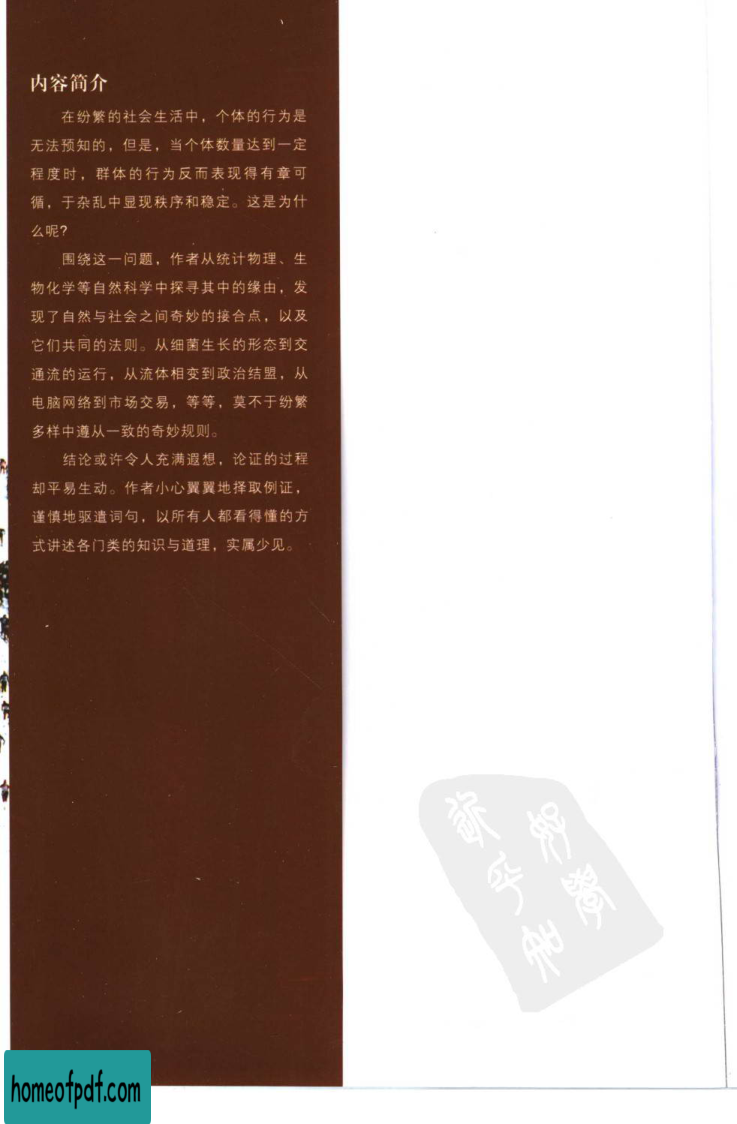 内容简介
在纷繁的社会生活中，个体的行为是
无法预知的，但是，当个体数量达到一定
程度时，群体的行为反而表现得有章可
循，于杂乱中显现秩序和稳定。这是为什
么呢？
围绕这一问题，作者从统计物理、生
物化学等自然科学中探寻其中的缘由，发
现了自然与社会之间奇妙的接合点，以及
它们共同的法则。从细菌生长的形态到交
通流的运行，从流体相变到政治结盟，从
电脑网络到市场交易，等等，莫不于纷繁
多样中遵从一致的奇妙规则。
结论或许令人充满遐想，论证的过程
却平易生动。作者小心翼翼地择取例证，
谨慎地驱遣词句，以所有人都看得懂的方
式讲述各门类的知识与道理，实属少见。
好學
近乎知
homeofpdf.com